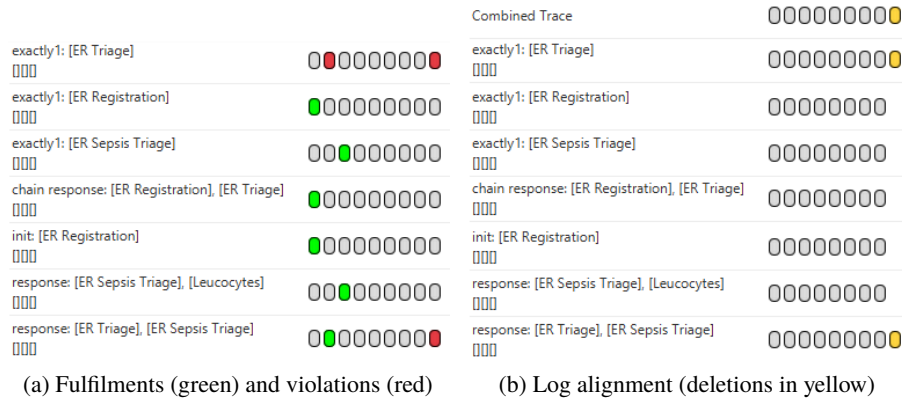 exactly1: [ER Triage]
[][][]
exactly1: [ER Registration]
[][][]
exactly1: [ER Sepsis Triage]
[][][]
chain response: [ER Registration], [ER Triage]
[][][]
init: [ER Registration]
[][][]
response: [ER Sepsis Triage], [Leucocytes]
[][][]
response: [ER Triage], [ER Sepsis Triage]
[][][]
(a) Fulfilments (green) and violations (red)
Combined Trace
exactly1: [ER Triage]
[][][]
exactly1: [ER Registration]
[][][]
exactly1: [ER Sepsis Triage]
[][][]
chain response: [ER Registration], [ER Triage]
[][][]
init: [ER Registration]
[][][]
response: [ER Sepsis Triage], [Leucocytes]
[][][]
response: [ER Triage], [ER Sepsis Triage]
[][][]
(b) Log alignment (deletions in yellow)